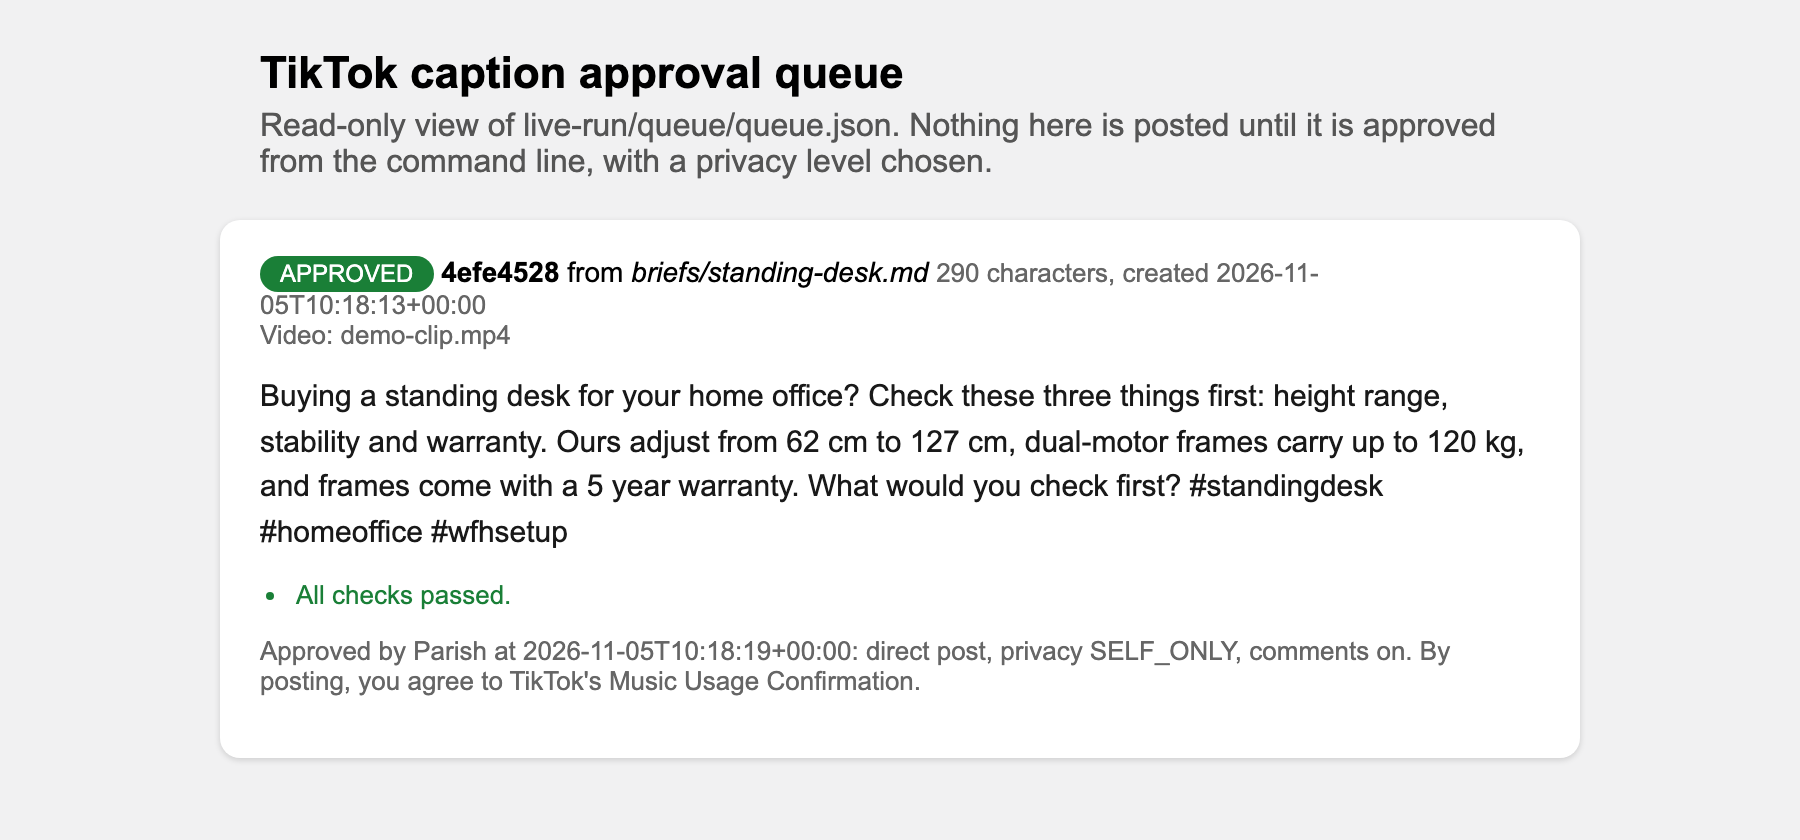 TikTok caption approval queue
Read-only view of live-run/queue/queue.json. Nothing here is posted until it is approved
from the command line, with a privacy level chosen.
APPROVED 4efe4528 from briefs/standing-desk.md 290 characters, created 2026-11-
05T10:18:13+00:00
Video: demo-clip.mp4
Buying a standing desk for your home office? Check these three things first: height range,
stability and warranty. Ours adjust from 62 cm to 127 cm, dual-motor frames carry up to 120 kg,
and frames come with a 5 year warranty. What would you check first? #standingdesk
#homeoffice #wfhsetup
• All checks passed.
Approved by Parish at 2026-11-05T10:18:19+00:00: direct post, privacy SELF_ONLY, comments on. By
posting, you agree to TikTok's Music Usage Confirmation.